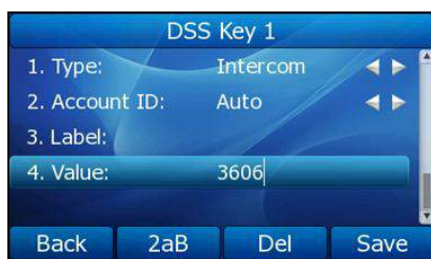 DSS Key 1
1. Type: Intercom
2. Account ID: Auto
3. Label:
4. Value: 3606
Back 2aB Del Save